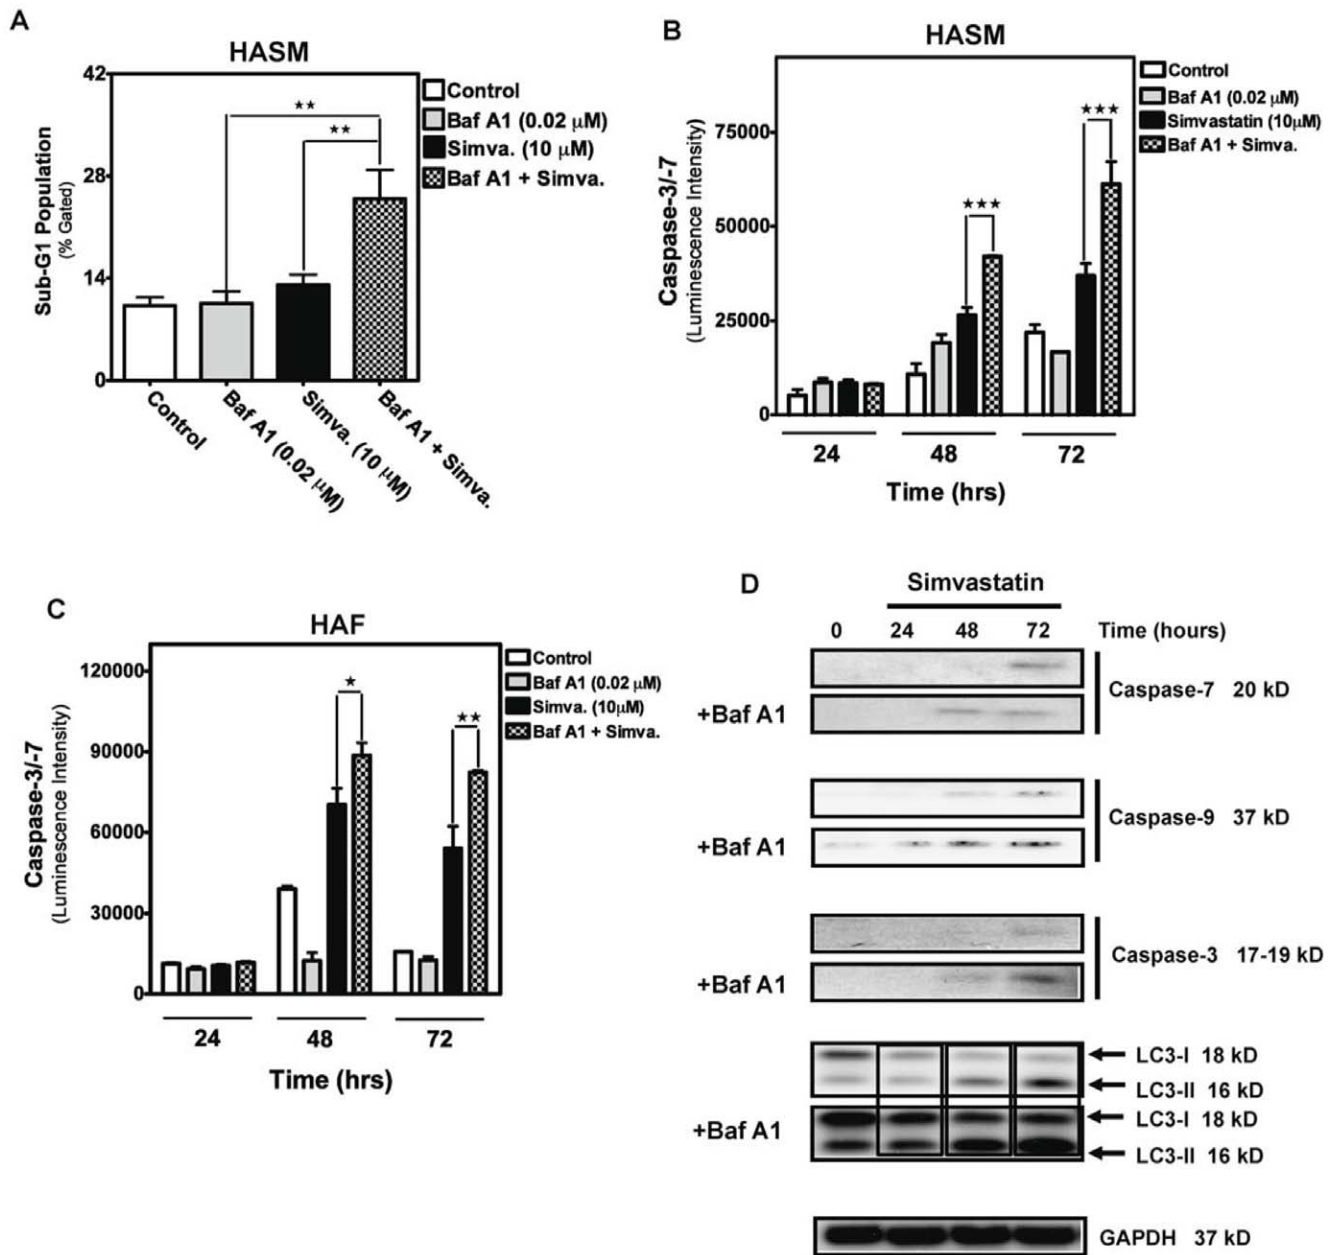 A
HASM
42
28
14
0
Sub-G1 Population
(% Gated)
★★
★★
Control
Baf A1 (0.02 μM)
Simva. (10 μM)
Baf A1 + Simva.
Control
Baf A1 (0.02 μM)
Simva. (10 μM)
Baf A1 + Simva.
B
HASM
75000
50000
25000
0
Caspase-3/-7
(Luminescence Intensity)
★★★
★★★
Control
Baf A1 (0.02 μM)
Simvastatin (10μM)
Baf A1 + Simva.
24 48 72
Time (hrs)
C
HAF
120000
90000
60000
30000
0
Caspase-3/-7
(Luminescence Intensity)
★
★★
Control
Baf A1 (0.02 μM)
Simva. (10μM)
Baf A1 + Simva.
24 48 72
Time (hrs)
D
Simvastatin
0 24 48 72 Time (hours)
Caspase-7 20 kD
+Baf A1
Caspase-9 37 kD
+Baf A1
Caspase-3 17-19 kD
+Baf A1
LC3-I 18 kD
LC3-II 16 kD
LC3-I 18 kD
+Baf A1
LC3-II 16 kD
GAPDH 37 kD